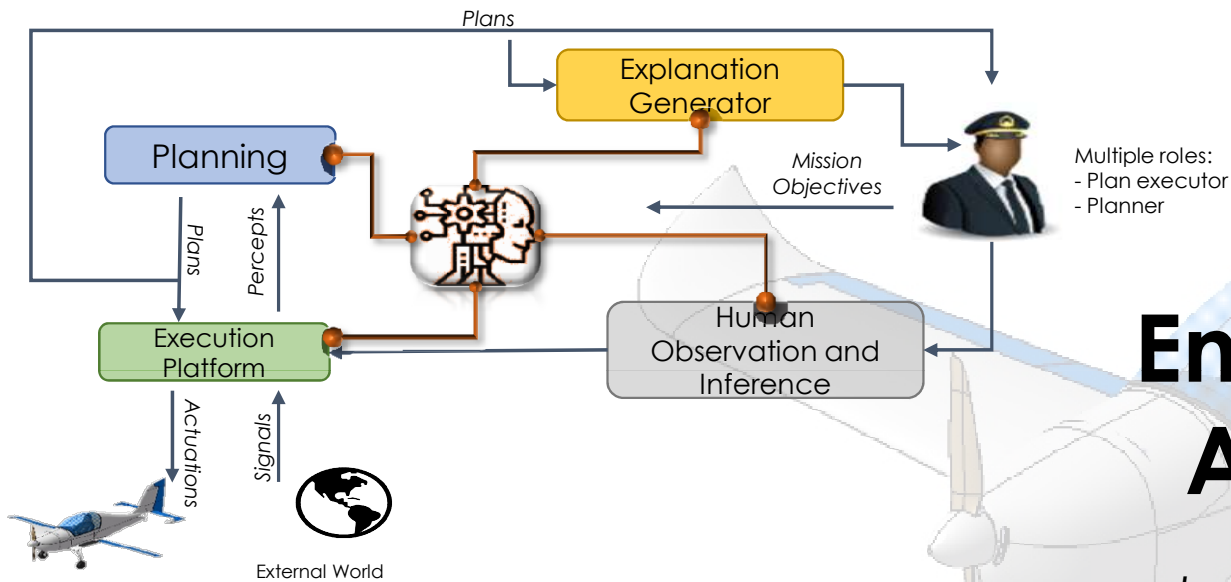 Plans
Explanation
Generator
Planning
Mission
Objectives
Multiple roles:
- Plan executor
- Planner
Plans
Percepts
Execution
Platform
Human
Observation and
Inference
En
A
Actuations
Signals
External World